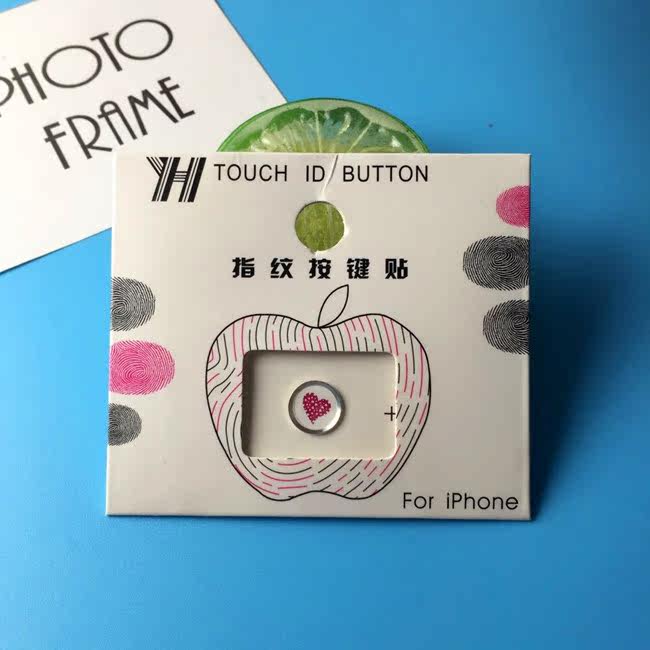 PHOTO
FRAME
YH TOUCH ID BUTTON
指纹按键贴
For iPhone